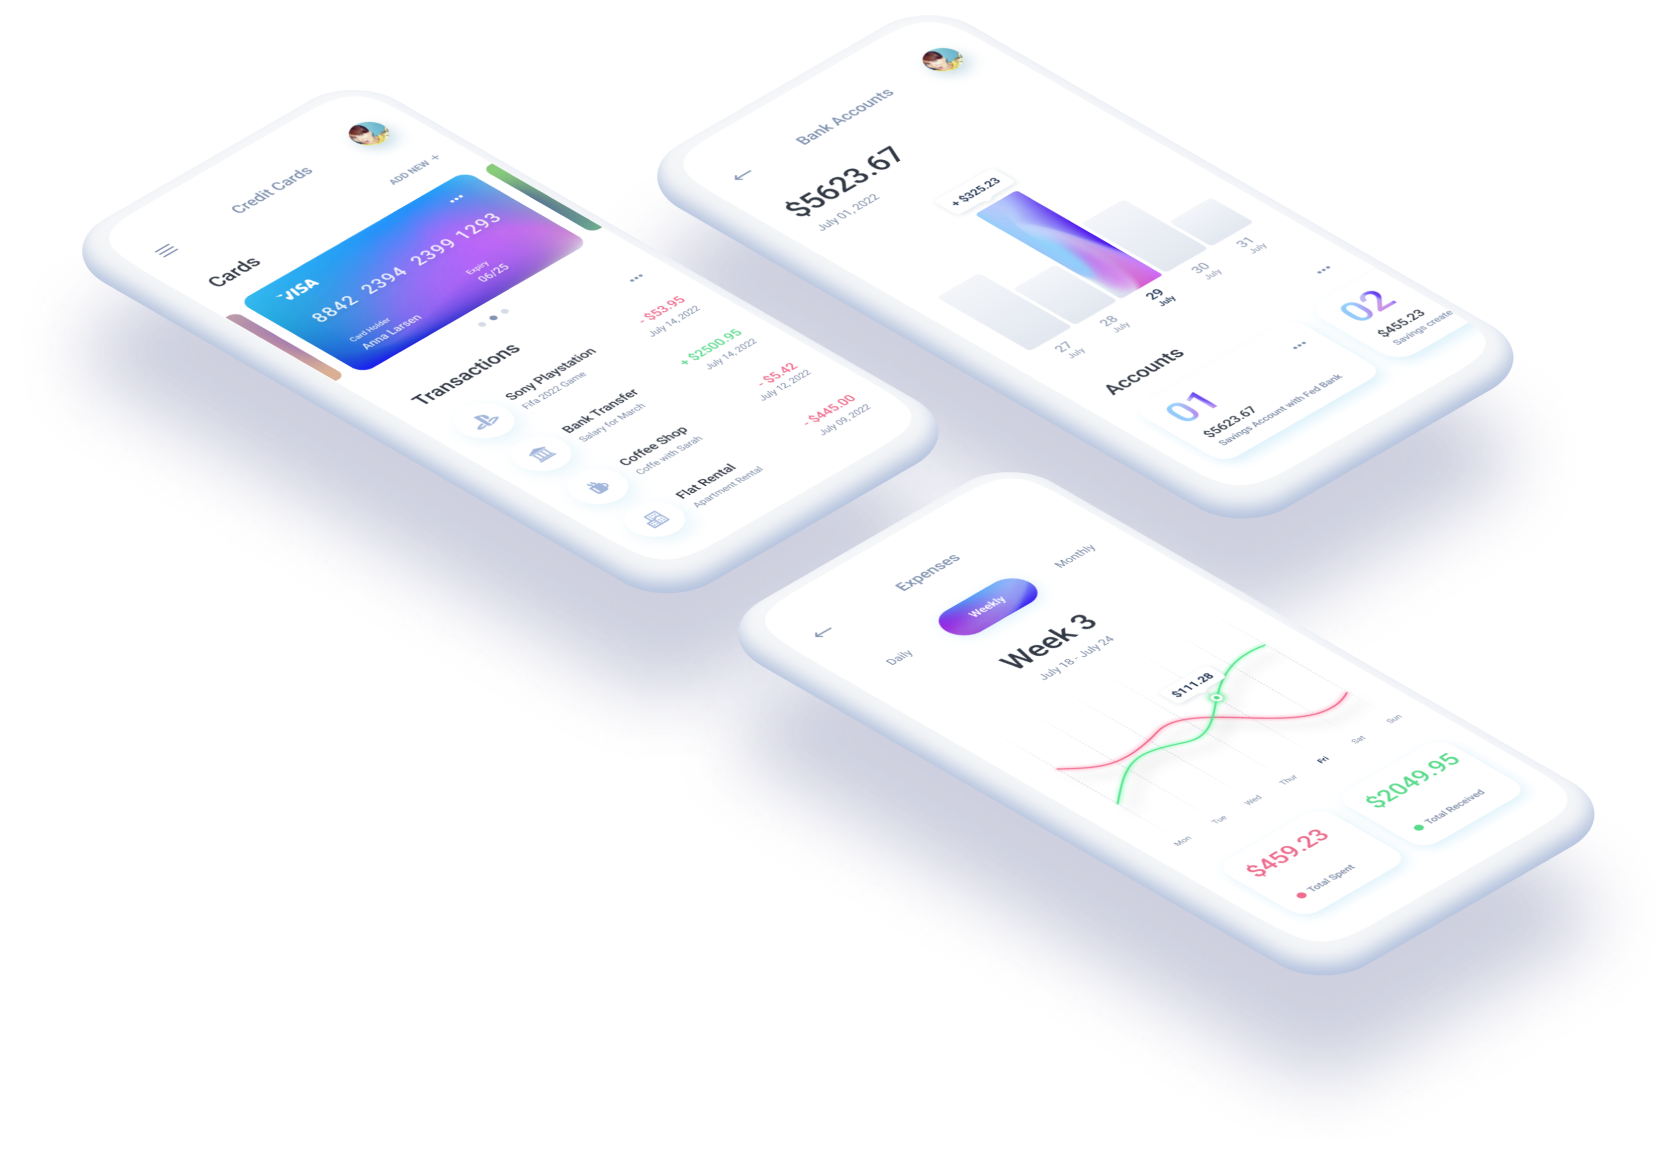 Credit Cards
ADD NEW +
Cards
VISA
8842 2394 2399 1293
Card Holder
Anna Larsen
Expiry
06/25
Transactions
Sony Playstation
Fifa 2022 Game
- $53.95
July 14, 2022
Bank Transfer
Salary for March
+ $2500.95
July 14, 2022
Coffee Shop
Coffe with Sarah
- $5.42
July 12, 2022
Flat Rental
Apartment Rental
- $445.00
July 09, 2022
Bank Accounts
$5623.67
July 01, 2022
+ $325.23
27
July
28
July
29
July
30
July
31
July
Accounts
01
$5623.67
Savings Account with Fed Bank
02
$455.23
Savings create
Expenses
Daily
Weekly
Monthly
Week 3
July 18 - July 24
$111.28
Mon
Tue
Wed
Thur
Fri
Sat
Sun
$459.23
Total Spent
$2049.95
Total Received